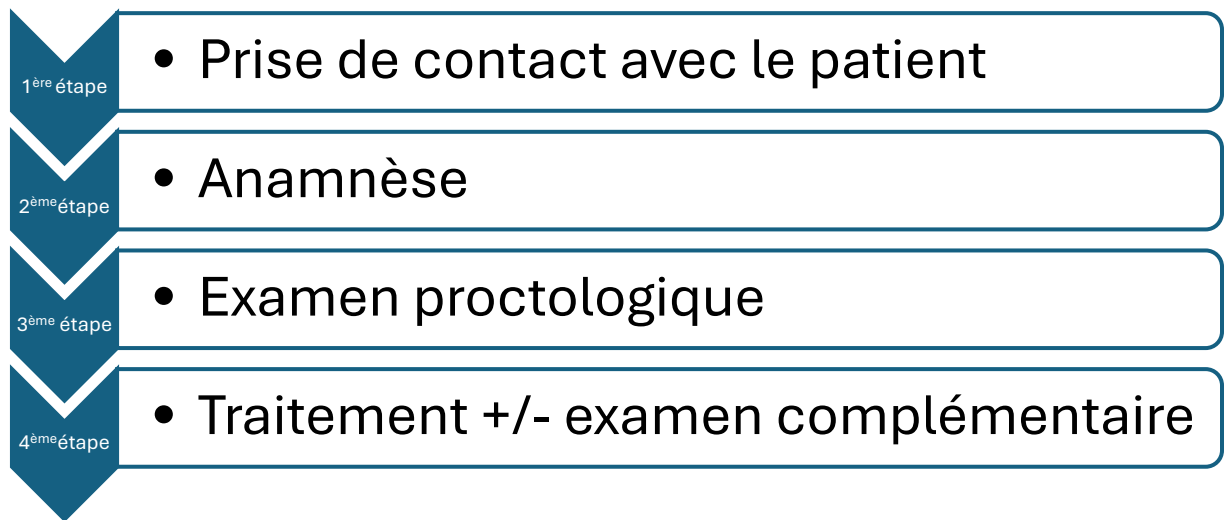 1ère étape
• Prise de contact avec le patient
2èmeétape
• Anamnèse
3ème étape
• Examen proctologique
4èmeétape
• Traitement +/- examen complémentaire